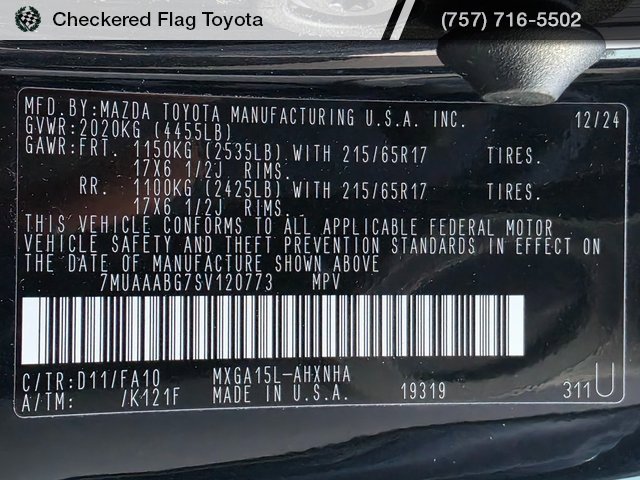 Checkered Flag Toyota (757) 716-5502
MFD.BY:MAZDA TOYOTA MANUFACTURING U.S.A. INC. 12/24
GVWR:2020KG (4455LB)
GAWR:FRT. 1150KG (2535LB) WITH 215/65R17 TIRES.
17X6 1/2J RIMS.
RR. 1100KG (2425LB) WITH 215/65R17 TIRES.
17X6 1/2J RIMS.
THIS VEHICLE CONFORMS TO ALL APPLICABLE FEDERAL MOTOR
VEHICLE SAFETY AND THEFT PREVENTION STANDARDS IN EFFECT ON
THE DATE OF MANUFACTURE SHOWN ABOVE
7MUAAABG7SV120773 MPV
C/TR:D11/FA10 MXGA15L-AHXNHA
A/TM: /K121F MADE IN U.S.A. 19319 311U